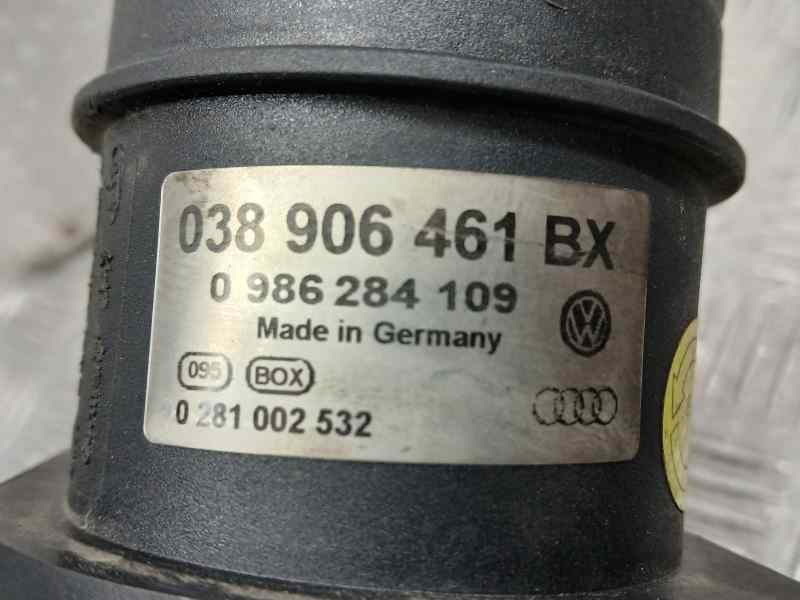 038 906 461 BX
0 986 284 109
Made in Germany
095 BOX
0 281 002 532